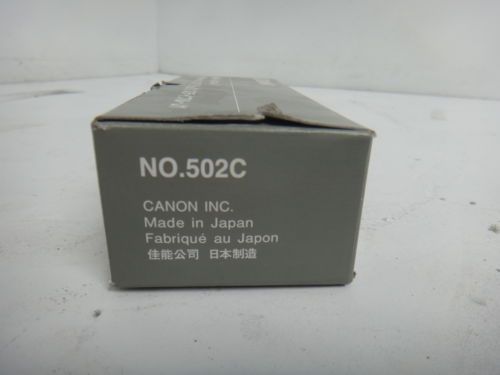 NO.502C
CANON INC.
Made in Japan
Fabriqué au Japon
佳能公司 日本制造